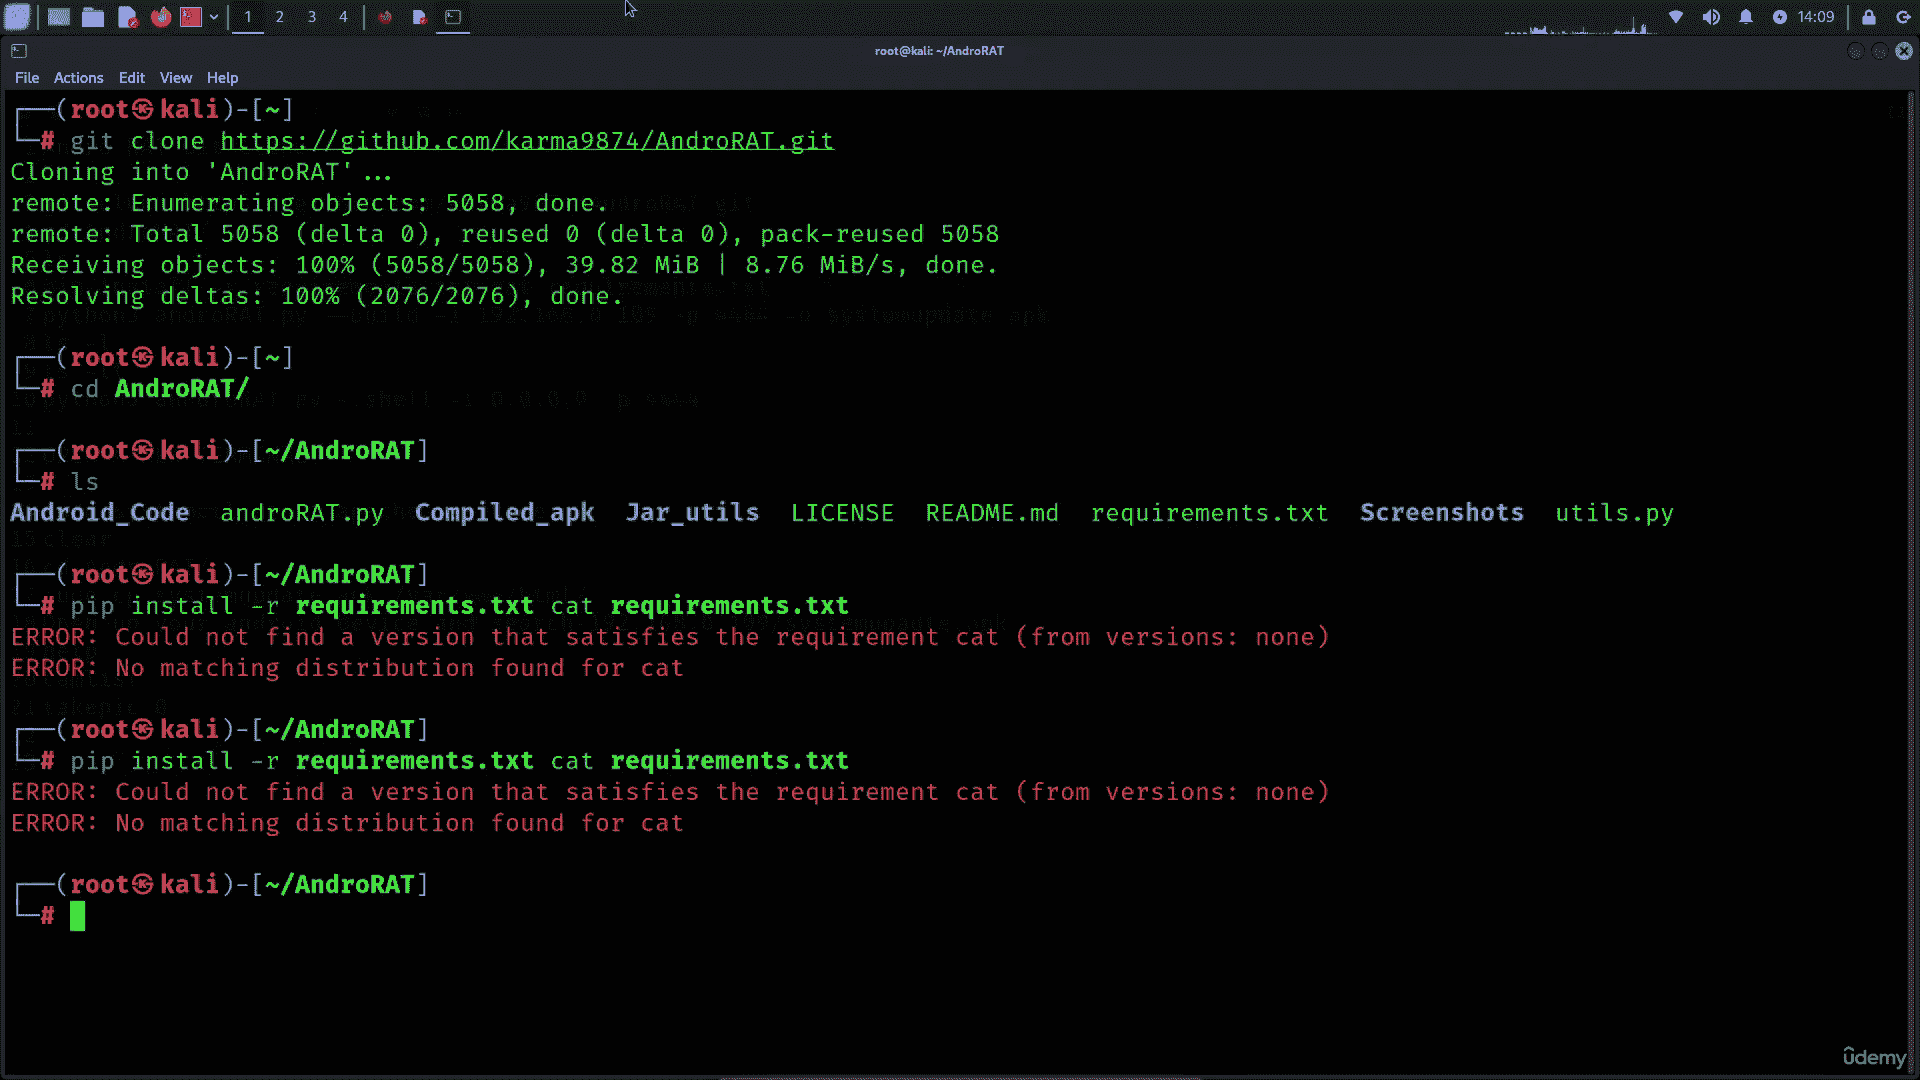 1 2 3 4 14:09
root@kali: ~/AndroRAT
File Actions Edit View Help
┌──(root㉿kali)-[~]
└─# git clone https://github.com/karma9874/AndroRAT.git
Cloning into 'AndroRAT'...
remote: Enumerating objects: 5058, done.
remote: Total 5058 (delta 0), reused 0 (delta 0), pack-reused 5058
Receiving objects: 100% (5058/5058), 39.82 MiB | 8.76 MiB/s, done.
Resolving deltas: 100% (2076/2076), done.
┌──(root㉿kali)-[~]
└─# cd AndroRAT/
┌──(root㉿kali)-[~/AndroRAT]
└─# ls
Android_Code androRAT.py Compiled_apk Jar_utils LICENSE README.md requirements.txt Screenshots utils.py
┌──(root㉿kali)-[~/AndroRAT]
└─# pip install -r requirements.txt cat requirements.txt
ERROR: Could not find a version that satisfies the requirement cat (from versions: none)
ERROR: No matching distribution found for cat
┌──(root㉿kali)-[~/AndroRAT]
└─# pip install -r requirements.txt cat requirements.txt
ERROR: Could not find a version that satisfies the requirement cat (from versions: none)
ERROR: No matching distribution found for cat
┌──(root㉿kali)-[~/AndroRAT]
└─#
ûdemy